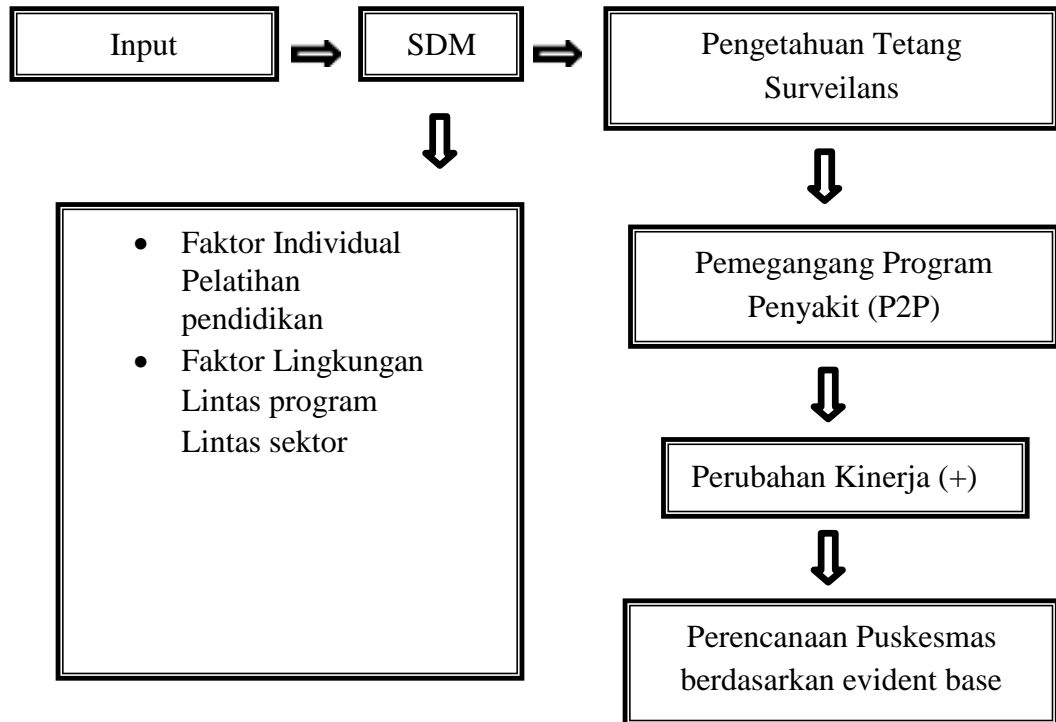 Input
SDM
Pengetahuan Tetang
Surveilans
• Faktor Individual
Pelatihan
pendidikan
• Faktor Lingkungan
Lintas program
Lintas sektor
Pemegangang Program
Penyakit (P2P)
Perubahan Kinerja (+)
Perencanaan Puskesmas
berdasarkan evident base